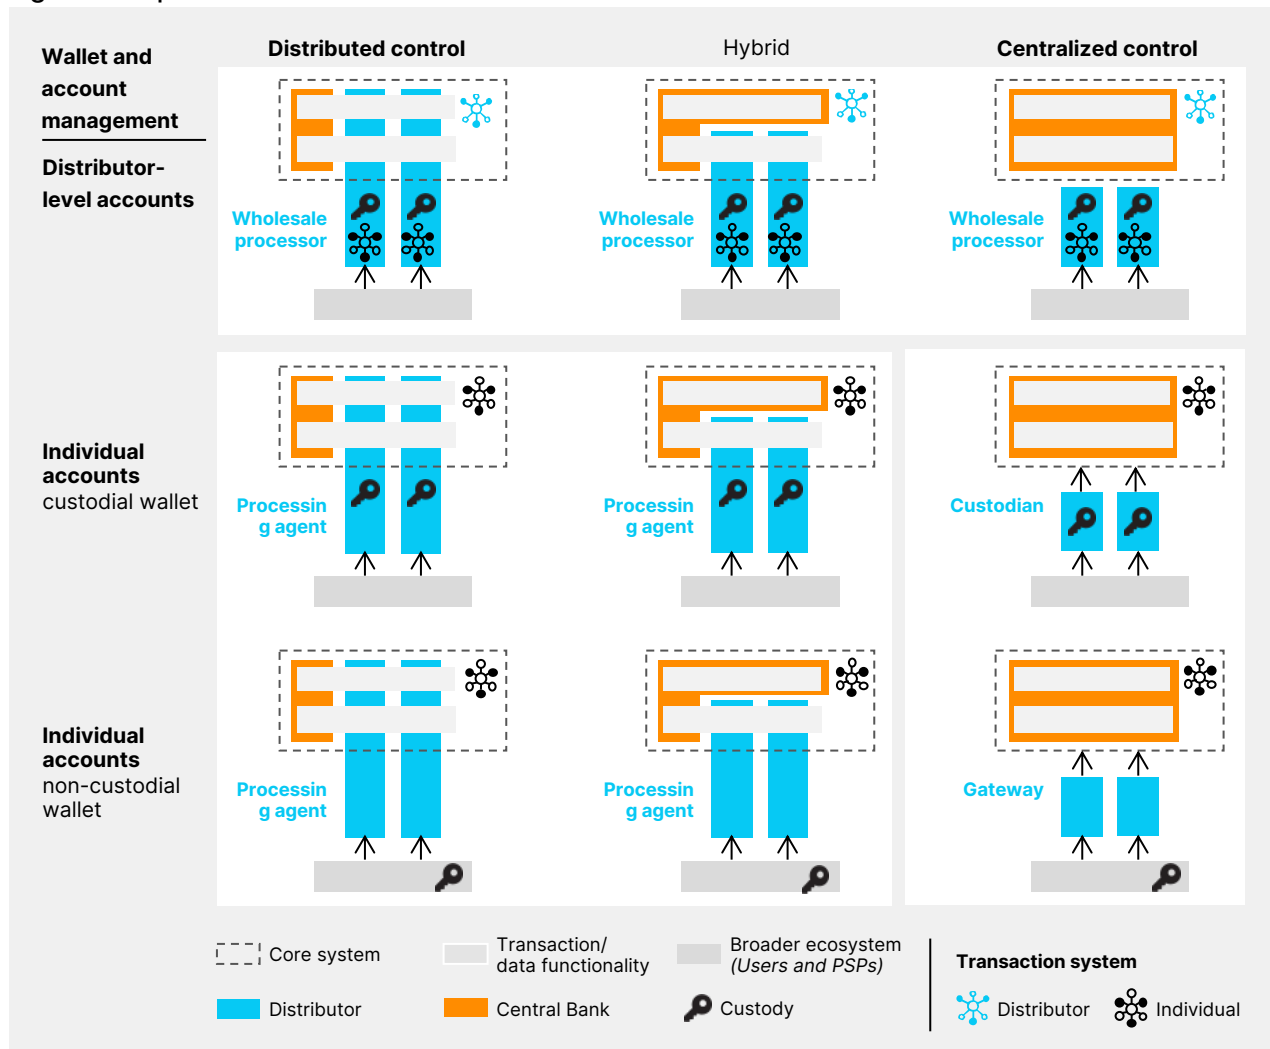 Wallet and
account
management
Distributor-
level accounts
Distributed control
Hybrid
Centralized control
Wholesale
processor
Wholesale
processor
Wholesale
processor
Individual
accounts
custodial wallet
Processin
g agent
Processin
g agent
Custodian
Individual
accounts
non-custodial
wallet
Processin
g agent
Processin
g agent
Gateway
Core system
Transaction/
data functionality
Broader ecosystem
(Users and PSPs)
Distributor
Central Bank
Custody
Transaction system
Distributor
Individual